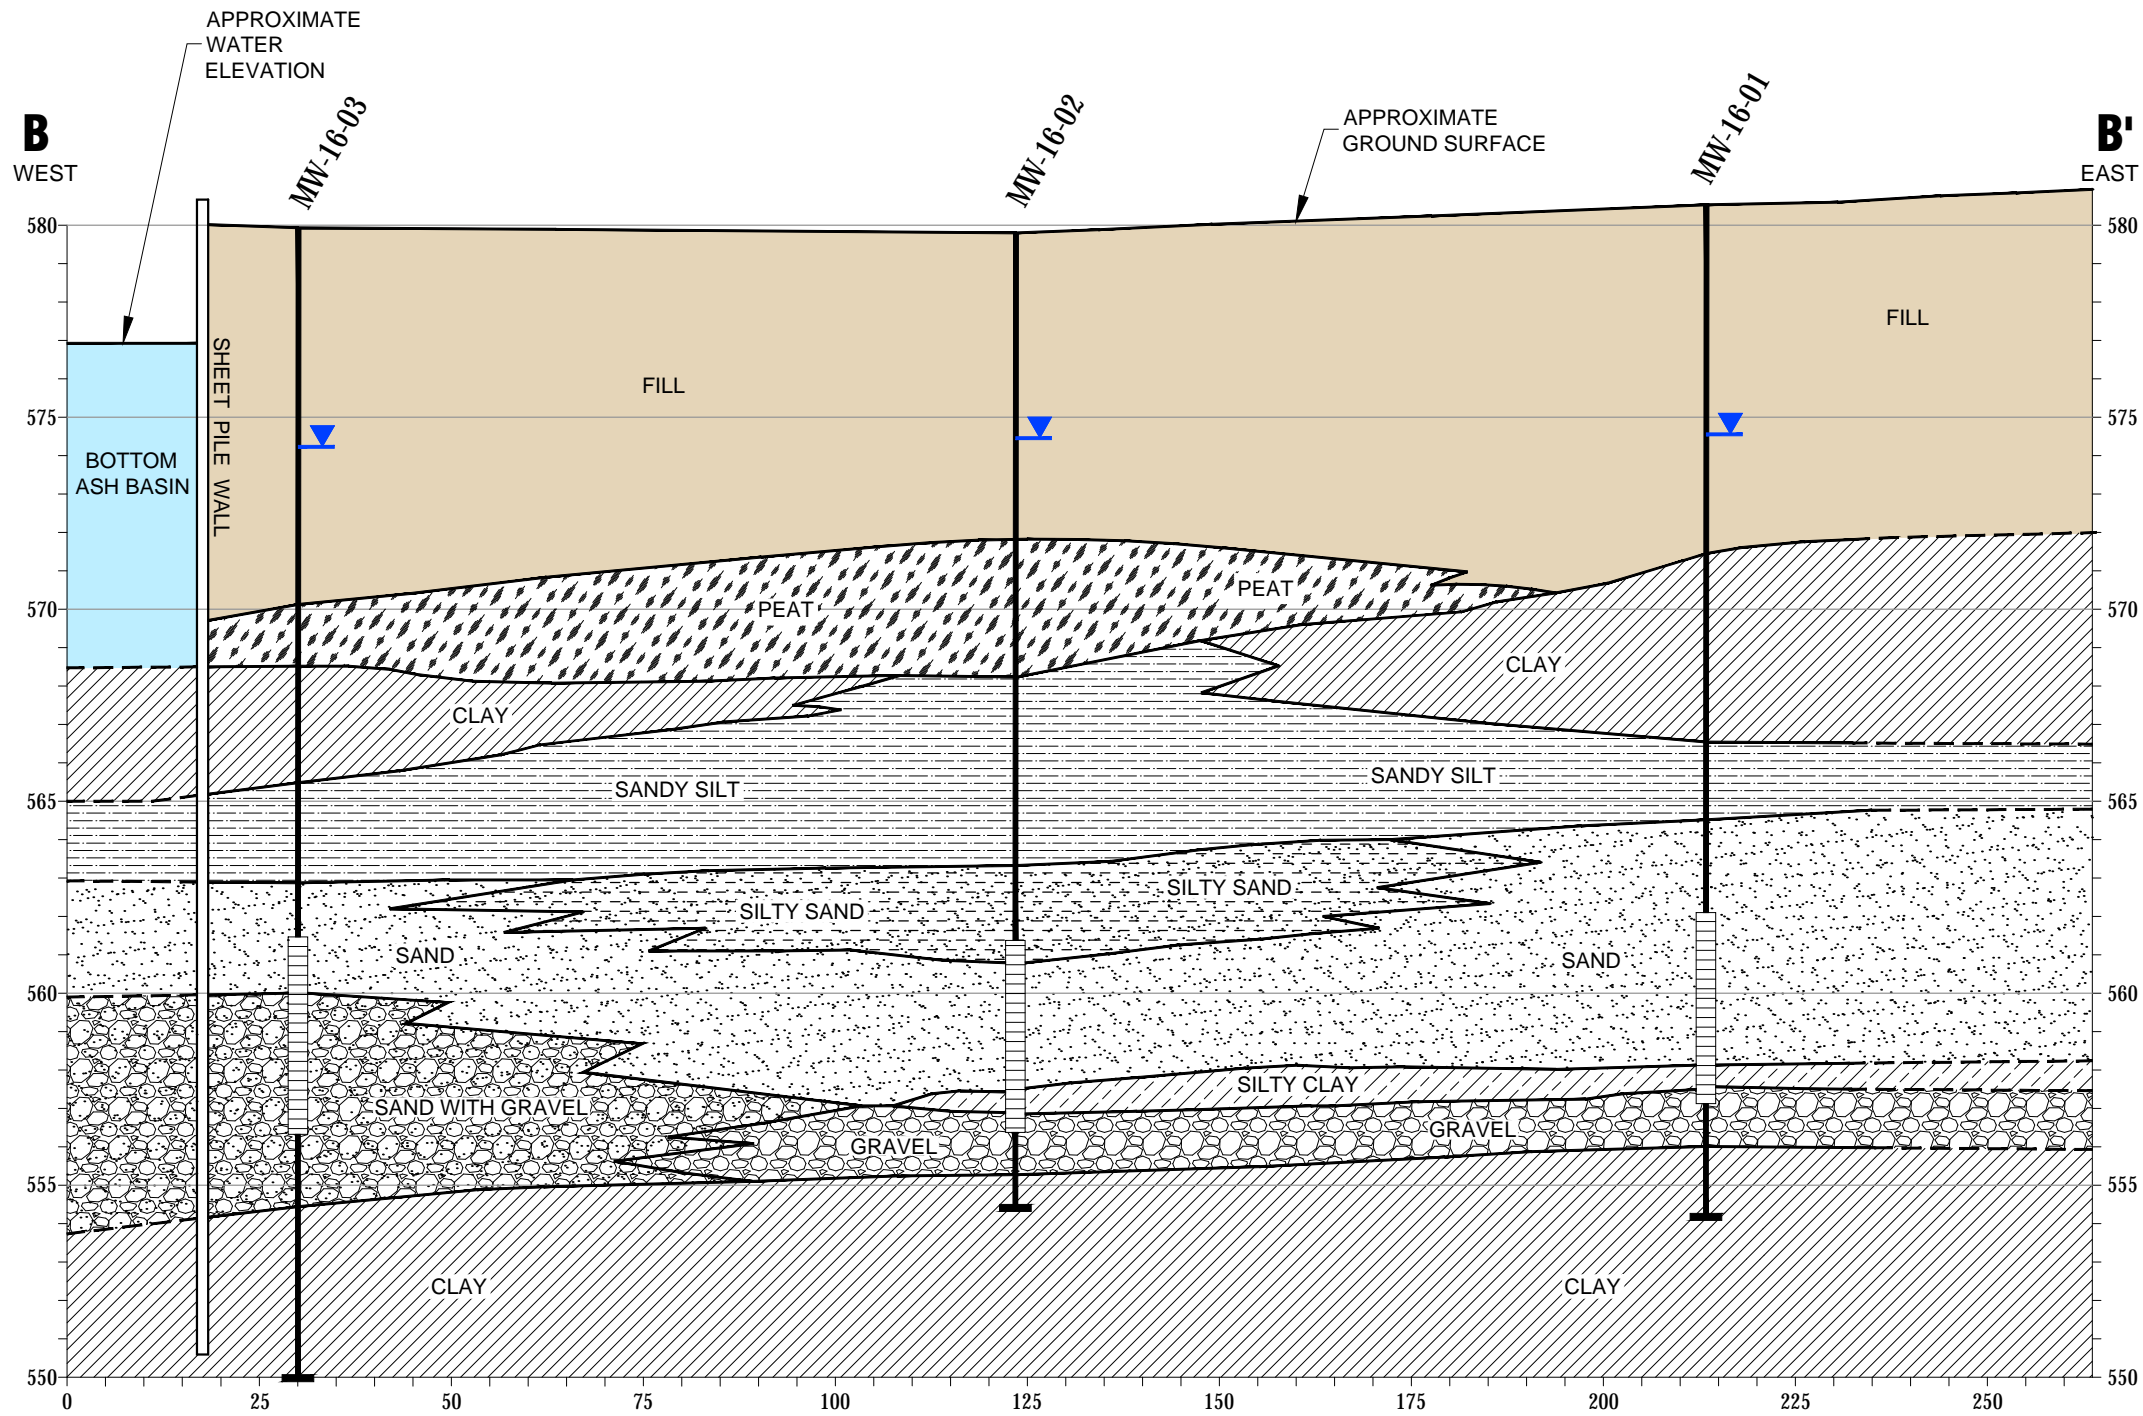 APPROXIMATE
WATER
ELEVATION
MW-16-03
MW-16-02
MW-16-01
APPROXIMATE
GROUND SURFACE
B
WEST
B'
EAST
580
580
FILL
SHEET PILE WALL
FILL
575
575
BOTTOM
ASH BASIN
PEAT
PEAT
570
570
CLAY
CLAY
SANDY SILT
SANDY SILT
565
565
SILTY SAND
SILTY SAND
SAND
SAND
560
560
SILTY CLAY
SAND WITH GRAVEL
GRAVEL
GRAVEL
555
555
CLAY
CLAY
550
550
0
25
50
75
100
125
150
175
200
225
250